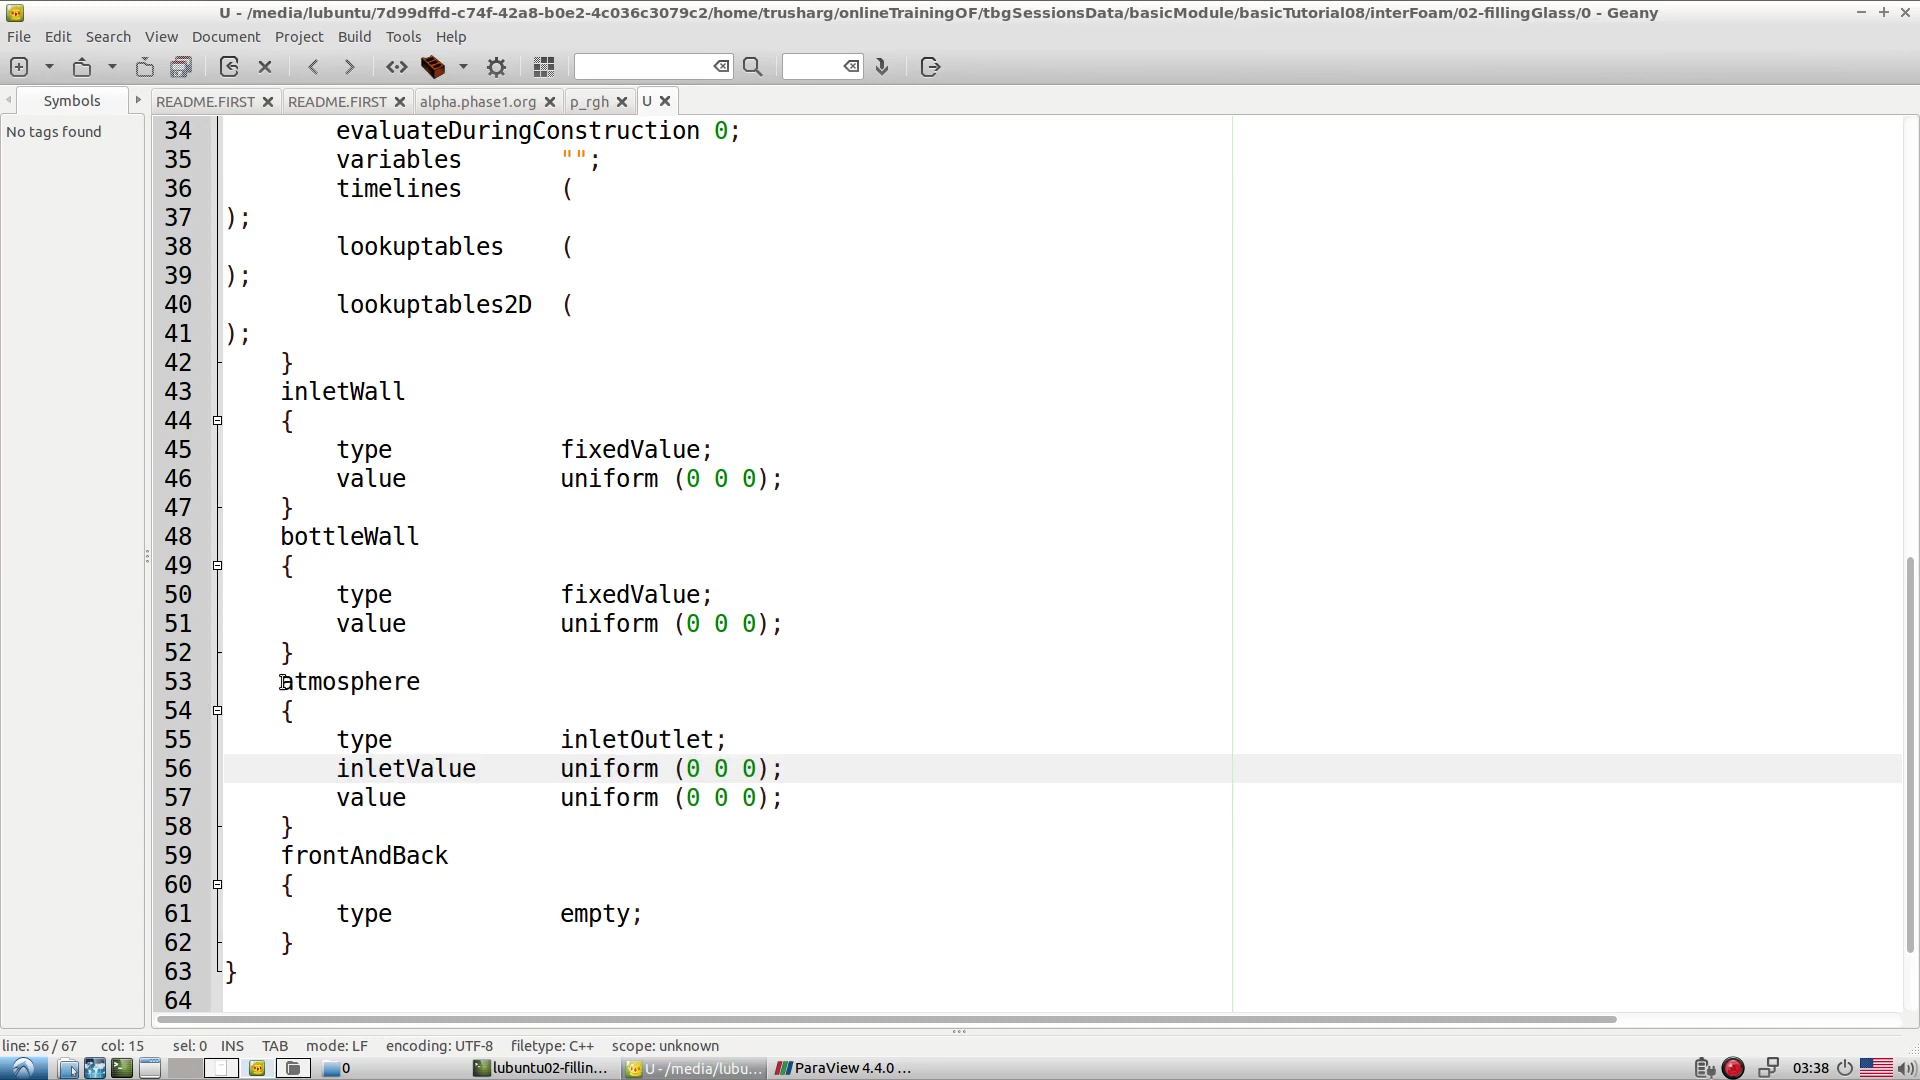 U - /media/lubuntu/7d99dffd-c74f-42a8-b0e2-4c036c3079c2/home/trusharg/onlineTrainingOF/tbgSessionsData/basicModule/basicTutorial08/interFoam/02-fillingGlass/0 - Geany
File Edit Search View Document Project Build Tools Help
Symbols README.FIRST README.FIRST alpha.phase1.org p_rgh U
No tags found
34 evaluateDuringConstruction 0;
35 variables "";
36 timelines (
37 );
38 lookuptables (
39 );
40 lookuptables2D (
41 );
42 }
43 inletWall
44 {
45 type fixedValue;
46 value uniform (0 0 0);
47 }
48 bottleWall
49 {
50 type fixedValue;
51 value uniform (0 0 0);
52 }
53 atmosphere
54 {
55 type inletOutlet;
56 inletValue uniform (0 0 0);
57 value uniform (0 0 0);
58 }
59 frontAndBack
60 {
61 type empty;
62 }
63 }
64
line: 56 / 67 col: 15 sel: 0 INS TAB mode: LF encoding: UTF-8 filetype: C++ scope: unknown
0 lubuntu02-fillin... U - /media/lubu... ParaView 4.4.0 ... 03:38